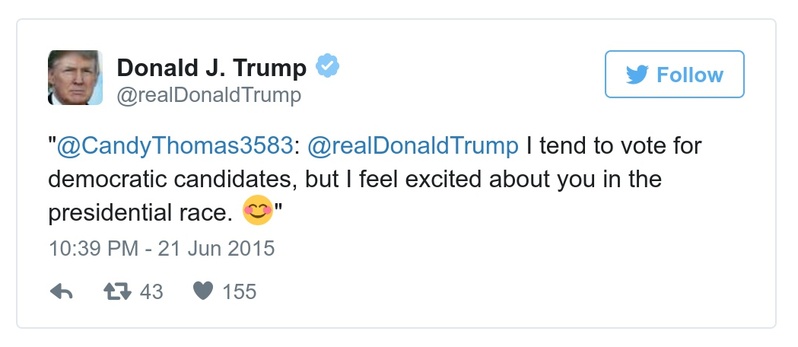 Donald J. Trump
@realDonaldTrump
Follow
"@CandyThomas3583: @realDonaldTrump I tend to vote for
democratic candidates, but I feel excited about you in the
presidential race. 😊"
10:39 PM - 21 Jun 2015
43 155